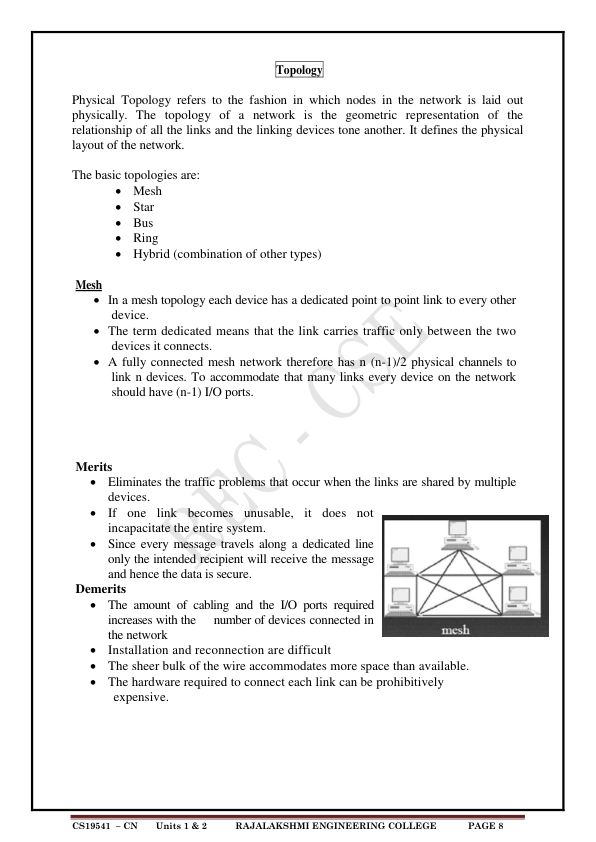 Topology
Physical Topology refers to the fashion in which nodes in the network is laid out
physically. The topology of a network is the geometric representation of the
relationship of all the links and the linking devices tone another. It defines the physical
layout of the network.
The basic topologies are:
• Mesh
• Star
• Bus
• Ring
• Hybrid (combination of other types)
Mesh
• In a mesh topology each device has a dedicated point to point link to every other
device.
• The term dedicated means that the link carries traffic only between the two
devices it connects.
• A fully connected mesh network therefore has n (n-1)/2 physical channels to
link n devices. To accommodate that many links every device on the network
should have (n-1) I/O ports.
REC - CSE
Merits
• Eliminates the traffic problems that occur when the links are shared by multiple
devices.
• If one link becomes unusable, it does not
incapacitate the entire system.
• Since every message travels along a dedicated line
only the intended recipient will receive the message
and hence the data is secure.
Demerits
• The amount of cabling and the I/O ports required
increases with the number of devices connected in
the network
mesh
• Installation and reconnection are difficult
• The sheer bulk of the wire accommodates more space than available.
• The hardware required to connect each link can be prohibitively
expensive.
CS19541 – CN Units 1 & 2 RAJALAKSHMI ENGINEERING COLLEGE PAGE 8